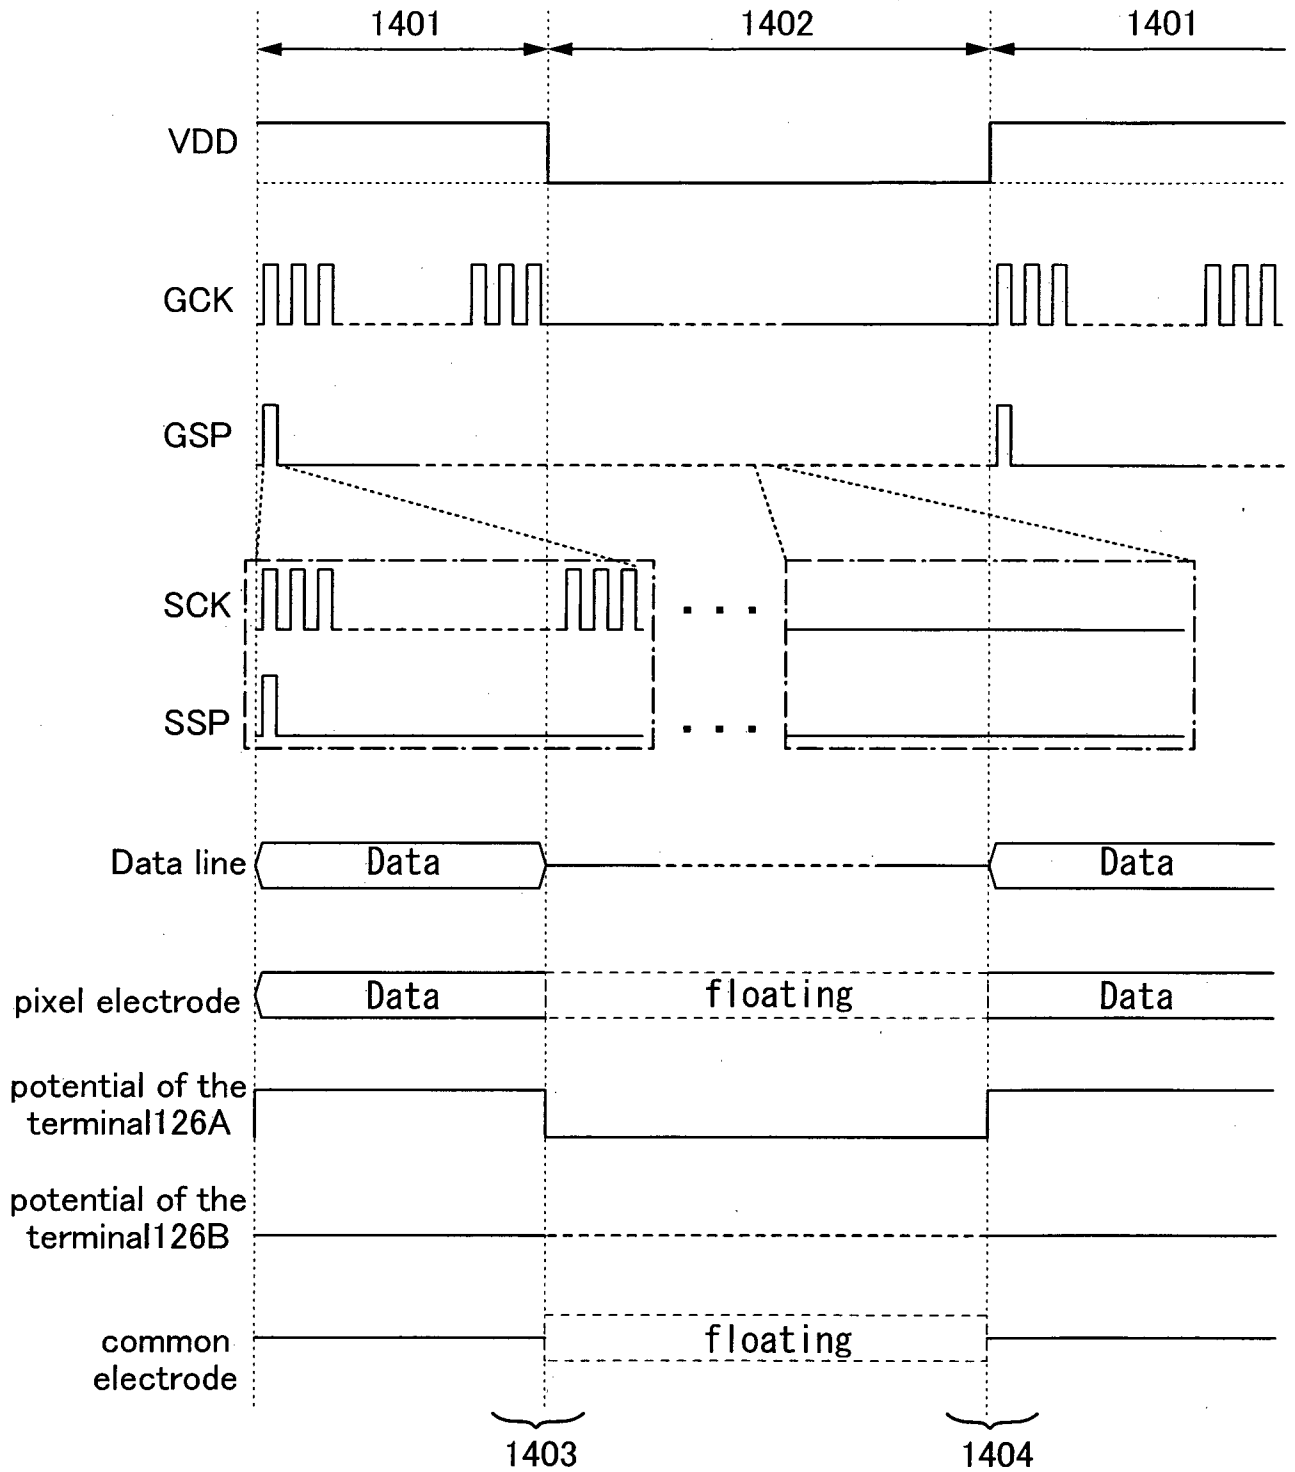 1401 1402 1401
VDD
GCK
GSP
SCK
SSP
Data line Data Data
pixel electrode Data floating Data
potential of the
terminal126A
potential of the
terminal126B
common floating
electrode
1403 1404